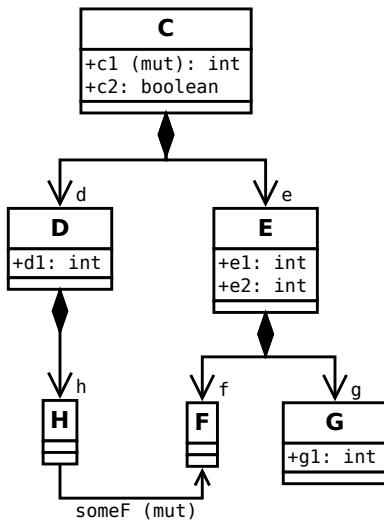 C
+c1 (mut): int
+c2: boolean
d
e
D
+d1: int
E
+e1: int
+e2: int
h
f
g
H
F
G
+g1: int
someF (mut)